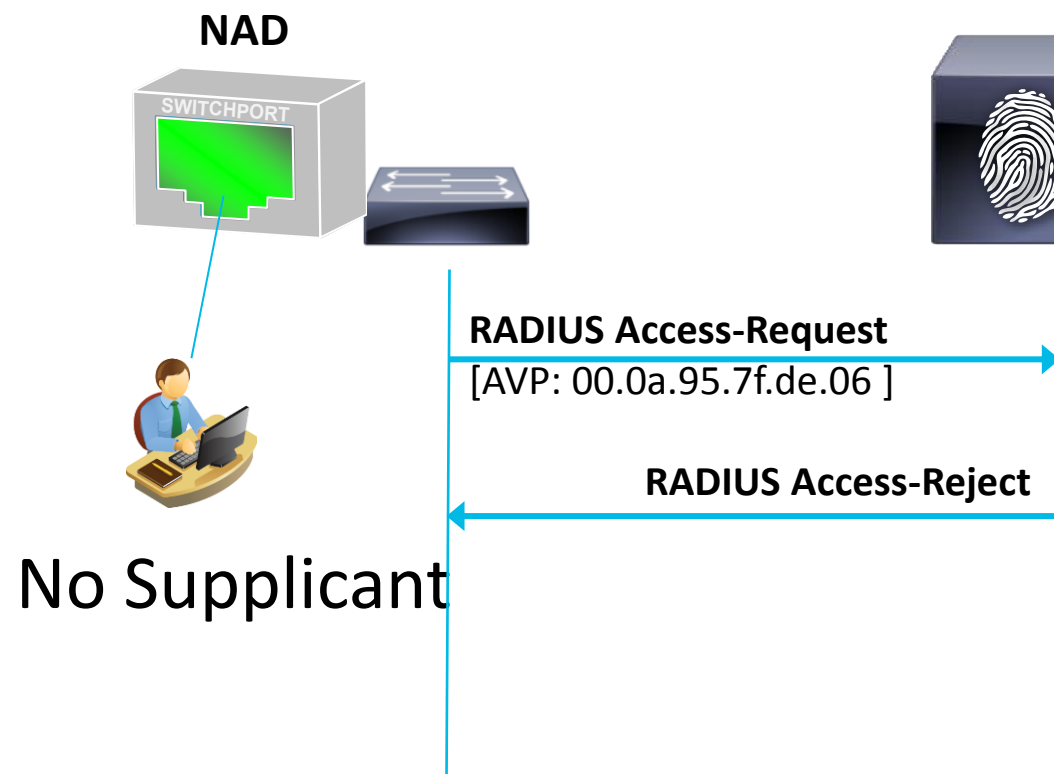 NAD
SWITCHPORT
RADIUS Access-Request
[AVP: 00.0a.95.7f.de.06 ]
RADIUS Access-Reject
No Supplicant